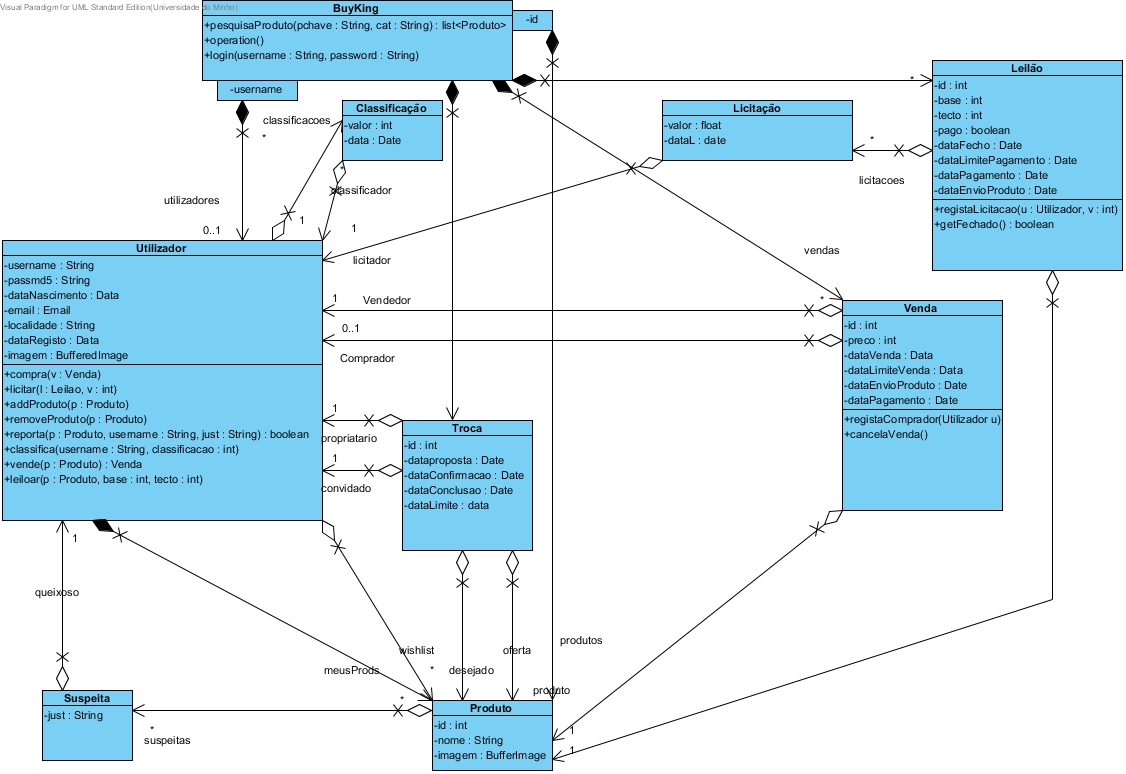 Visual Paradigm for UML Standard Edition(Universidade do Minho)
BuyKing
+pesquisaProduto(pchave : String, cat : String) : list<Produto>
+operation()
+login(username : String, password : String)
-id
-username
Classificação
-valor : int
-data : Date
classificacoes
*
*
classificador
1
utilizadores
0..1
Licitação
-valor : float
-dataL : date
1
licitador
Leilão
-id : int
-base : int
-tecto : int
-pago : boolean
-dataFecho : Date
-dataLimitePagamento : Date
-dataPagamento : Date
-dataEnvioProduto : Date
+registaLicitacao(u : Utilizador, v : int)
+getFechado() : boolean
*
*
licitacoes
vendas
*
Utilizador
-username : String
-passmd5 : String
-dataNascimento : Data
-email : Email
-localidade : String
-dataRegisto : Data
-imagem : BufferedImage
+compra(v : Venda)
+licitar(l : Leilao, v : int)
+addProduto(p : Produto)
+removeProduto(p : Produto)
+reporta(p : Produto, username : String, just : String) : boolean
+classifica(username : String, classificacao : int)
+vende(p : Produto) : Venda
+leiloar(p : Produto, base : int, tecto : int)
1
Vendedor
0..1
Comprador
Venda
-id : int
-preco : int
-dataVenda : Data
-dataLimiteVenda : Data
-dataEnvioProduto : Date
-dataPagamento : Date
+registaComprador(Utilizador u)
+cancelaVenda()
1
propriatario
1
convidado
Troca
-id : int
-dataproposta : Date
-dataConfirmacao : Date
-dataConclusao : Date
-dataLimite : data
1
queixoso
wishlist
meusProds
*
*
desejado
oferta
produtos
produto
1
1
Suspeita
-just : String
*
suspeitas
Produto
-id : int
-nome : String
-imagem : BufferImage